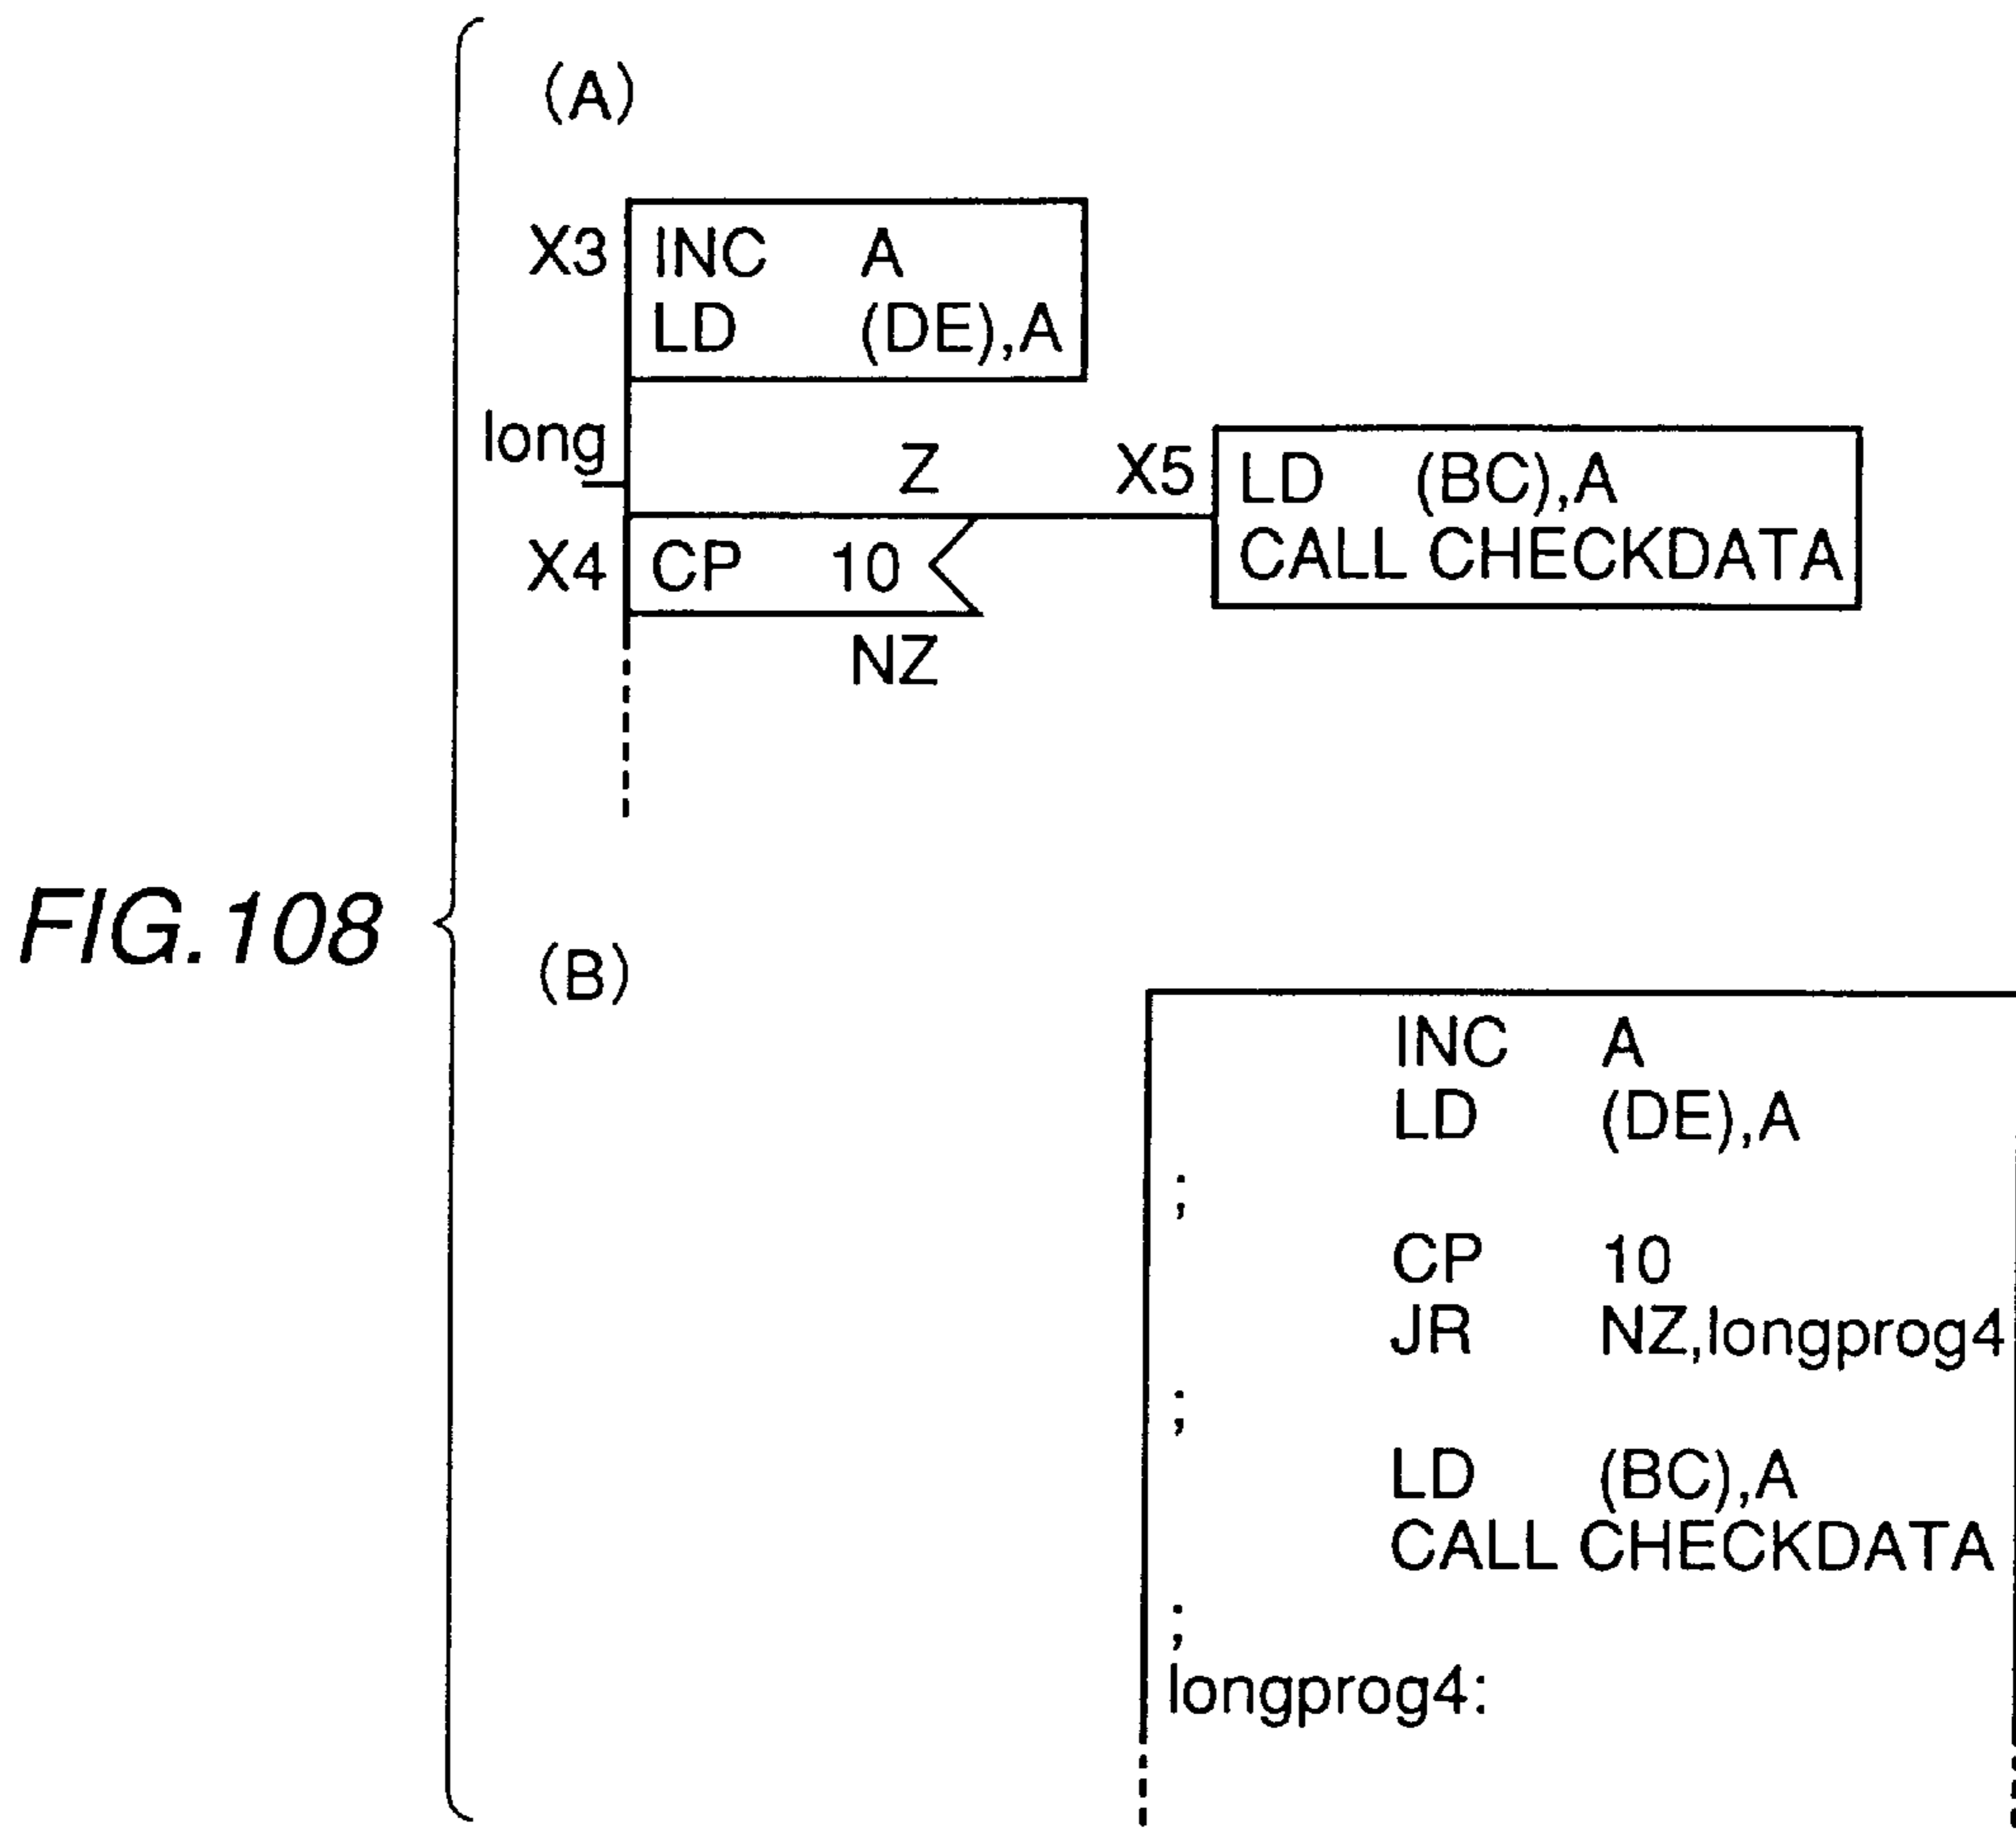 (A)
X3 INC A
LD (DE),A
long
Z
X5 LD (BC),A
CALL CHECKDATA
X4 CP 10
NZ
FIG.108
(B)
INC A
LD (DE),A
;
CP 10
JR NZ,longprog4
;
LD (BC),A
CALL CHECKDATA
;
longprog4: